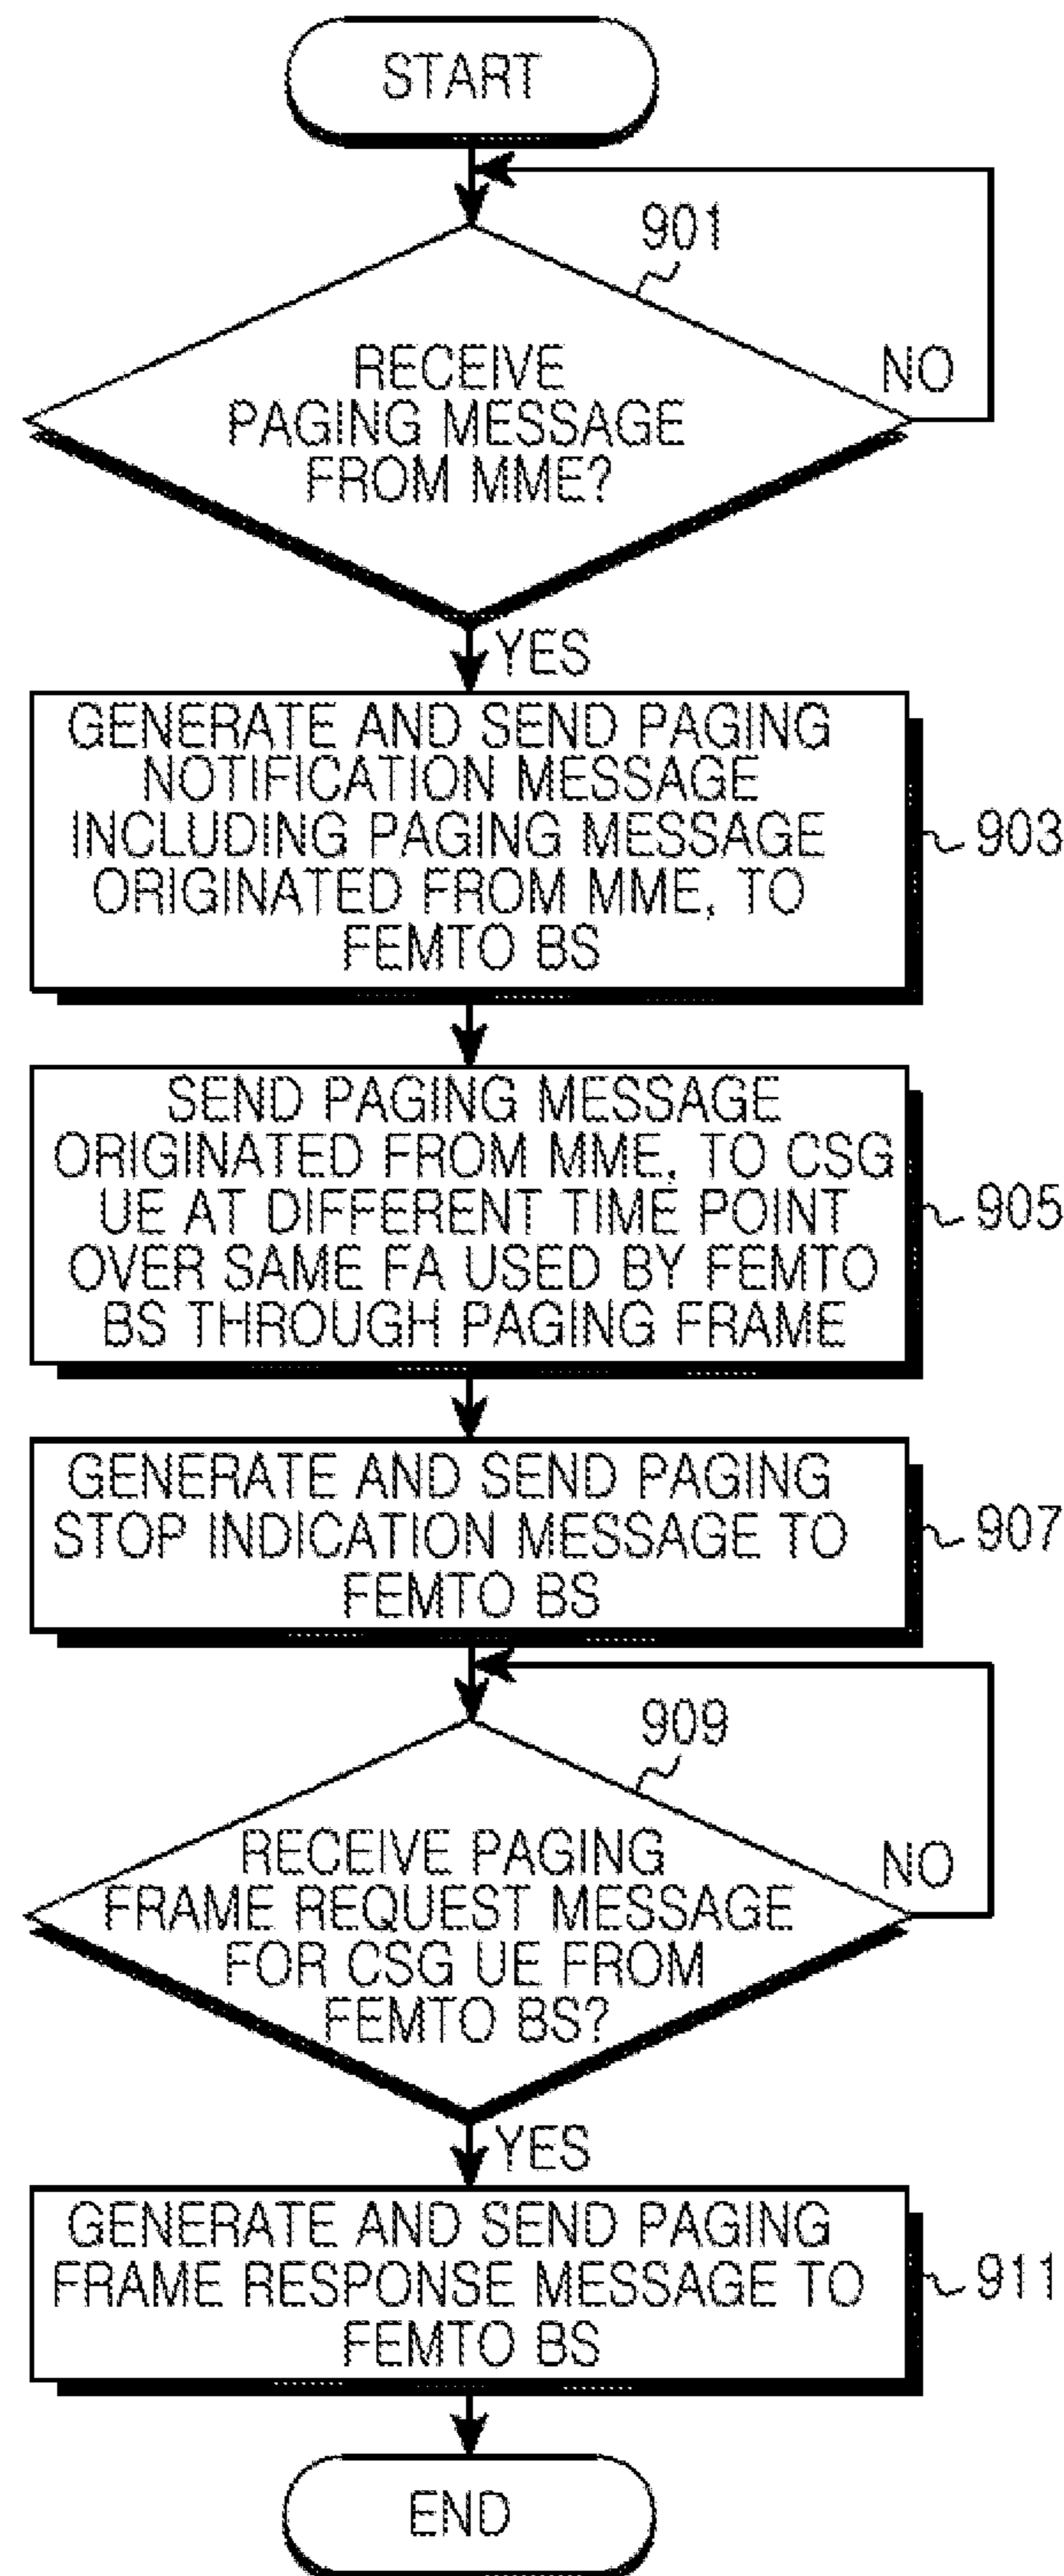 START
901
RECEIVE
PAGING MESSAGE
FROM MME?
NO
YES
GENERATE AND SEND PAGING
NOTIFICATION MESSAGE
INCLUDING PAGING MESSAGE
ORIGINATED FROM MME, TO
FEMTO BS
903
SEND PAGING MESSAGE
ORIGINATED FROM MME, TO CSG
UE AT DIFFERENT TIME POINT
OVER SAME FA USED BY FEMTO
BS THROUGH PAGING FRAME
905
GENERATE AND SEND PAGING
STOP INDICATION MESSAGE TO
FEMTO BS
907
909
RECEIVE PAGING
FRAME REQUEST MESSAGE
FOR CSG UE FROM
FEMTO BS?
NO
YES
GENERATE AND SEND PAGING
FRAME RESPONSE MESSAGE TO
FEMTO BS
911
END